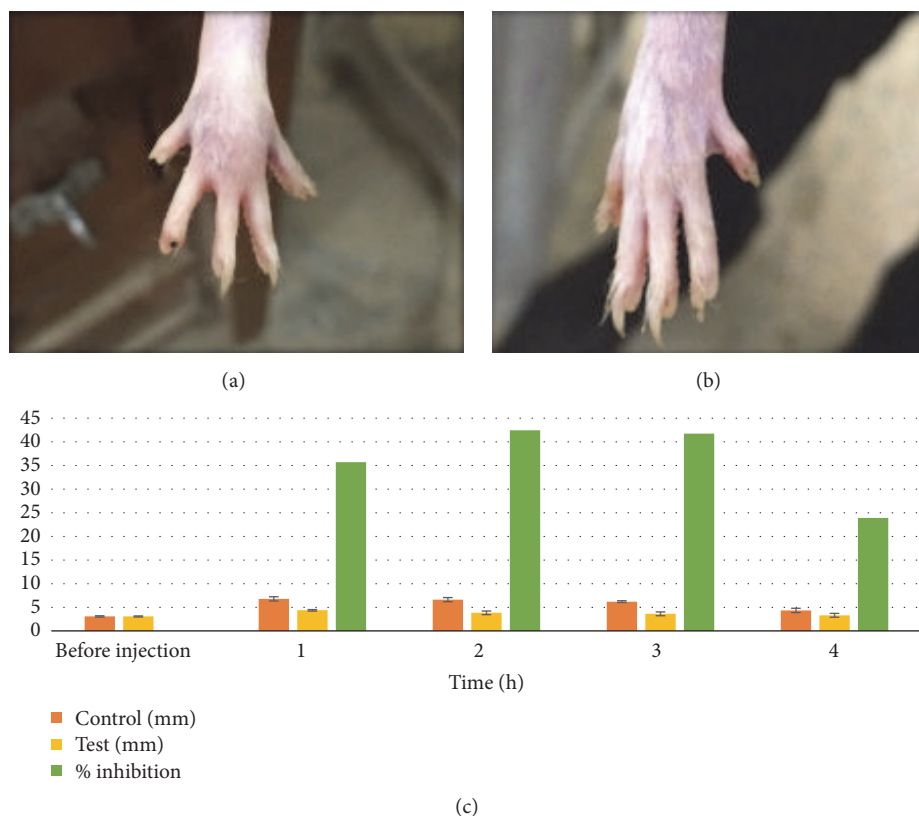 (a)
(b)
45
40
35
30
25
20
15
10
5
0
Before injection 1 2 3 4
Time (h)
Control (mm)
Test (mm)
% inhibition
(c)